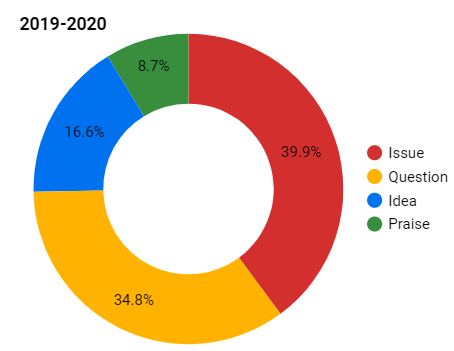 2019-2020
8.7%
16.6%
39.9%
34.8%
Issue
Question
Idea
Praise